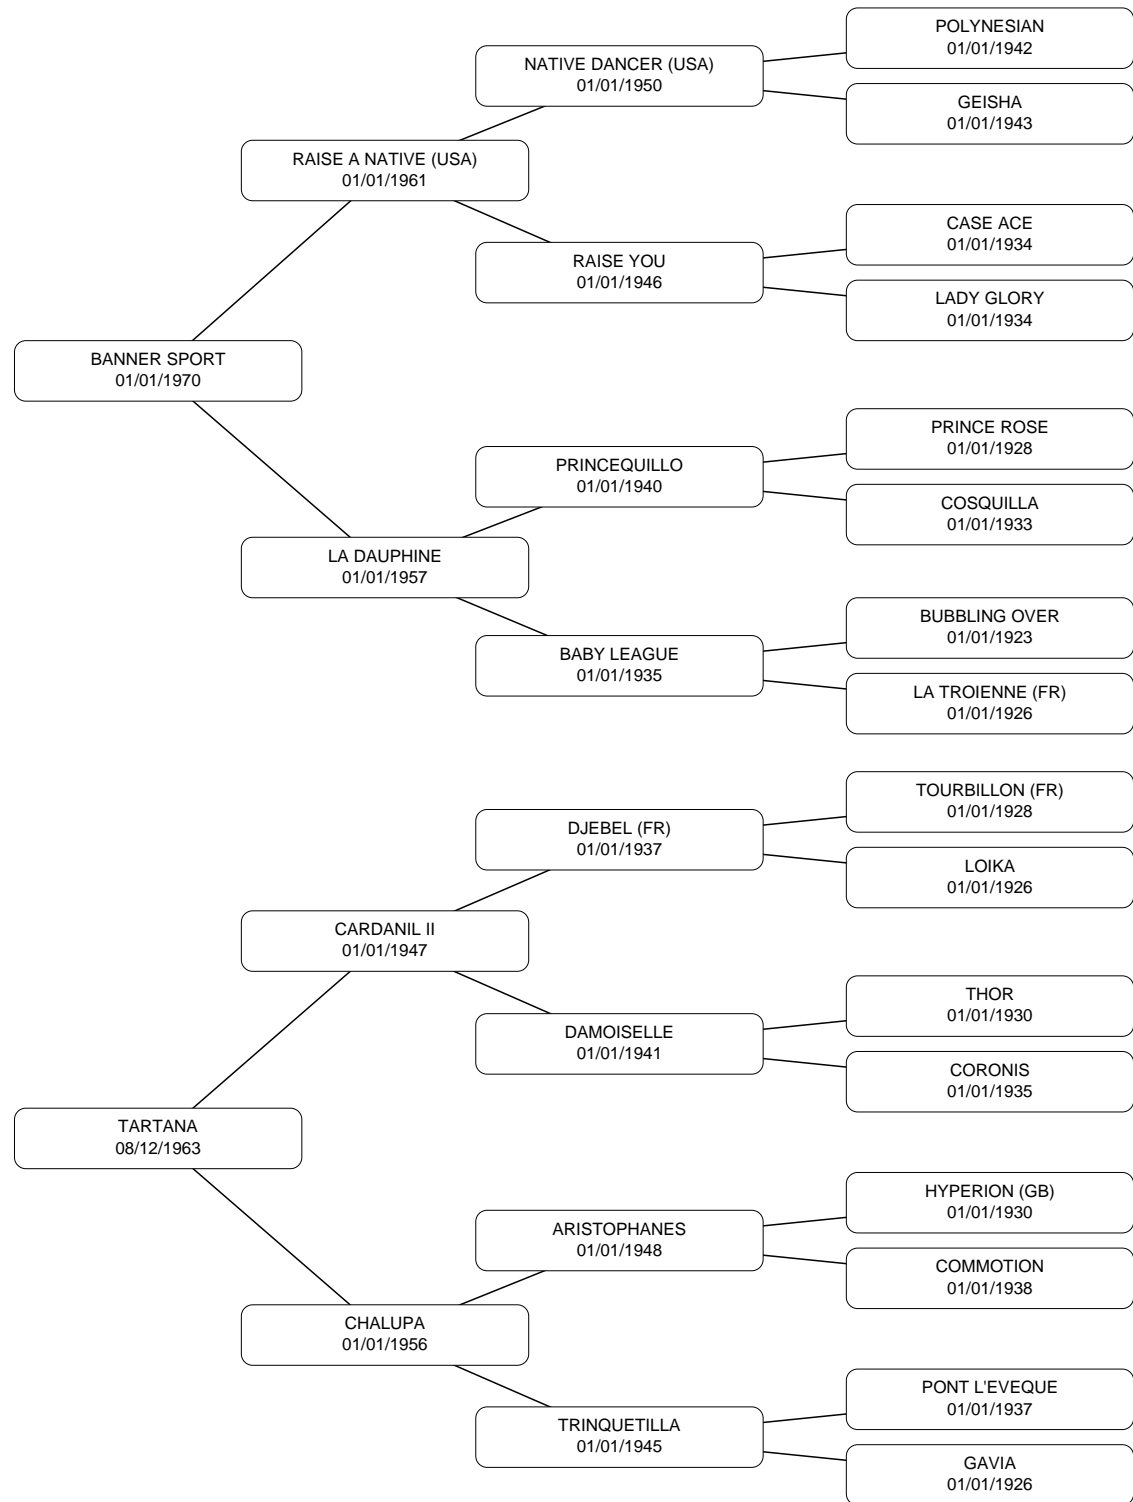 POLYNESIAN
01/01/1942
NATIVE DANCER (USA)
01/01/1950
GEISHA
01/01/1943
RAISE A NATIVE (USA)
01/01/1961
CASE ACE
01/01/1934
RAISE YOU
01/01/1946
LADY GLORY
01/01/1934
BANNER SPORT
01/01/1970
PRINCE ROSE
01/01/1928
PRINCEQUILLO
01/01/1940
COSQUILLA
01/01/1933
LA DAUPHINE
01/01/1957
BUBBLING OVER
01/01/1923
BABY LEAGUE
01/01/1935
LA TROIENNE (FR)
01/01/1926
TOURBILLON (FR)
01/01/1928
DJEBEL (FR)
01/01/1937
LOIKA
01/01/1926
CARDANIL II
01/01/1947
THOR
01/01/1930
DAMOISELLE
01/01/1941
CORONIS
01/01/1935
TARTANA
08/12/1963
HYPERION (GB)
01/01/1930
ARISTOPHANES
01/01/1948
COMMOTION
01/01/1938
CHALUPA
01/01/1956
PONT L'EVEQUE
01/01/1937
TRINQUETILLA
01/01/1945
GAVIA
01/01/1926